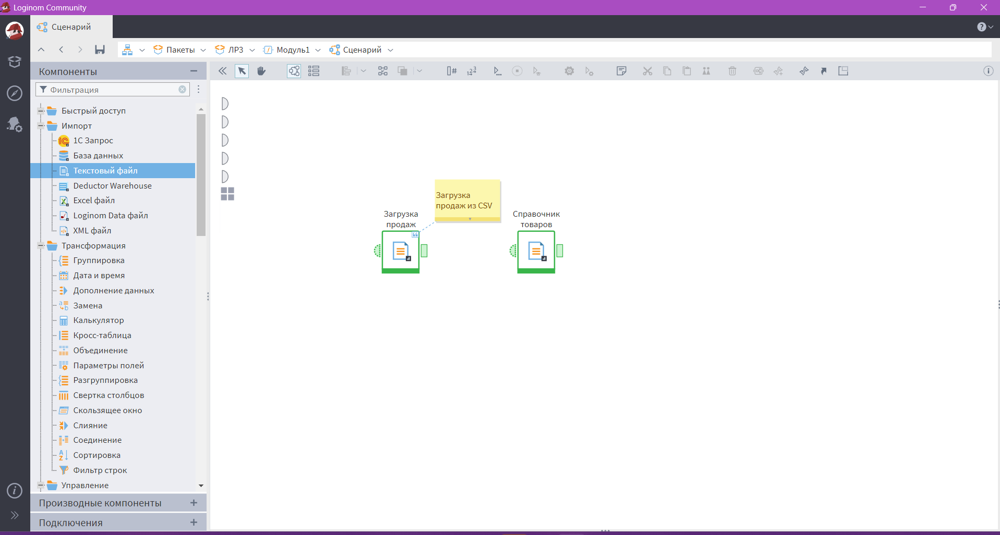 Loginom Community
Сценарий
Пакеты ЛР3 Модуль1 Сценарий
Компоненты
Фильтрация
Быстрый доступ
Импорт
1С Запрос
База данных
Текстовый файл
Deductor Warehouse
Excel файл
Loginom Data файл
XML файл
Трансформация
Группировка
Дата и время
Дополнение данных
Замена
Калькулятор
Кросс-таблица
Объединение
Параметры полей
Разгруппировка
Свертка столбцов
Скользящее окно
Слияние
Соединение
Сортировка
Фильтр строк
Управление
Производные компоненты
Подключения
Загрузка
продаж из CSV
Загрузка
продаж
Справочник
товаров